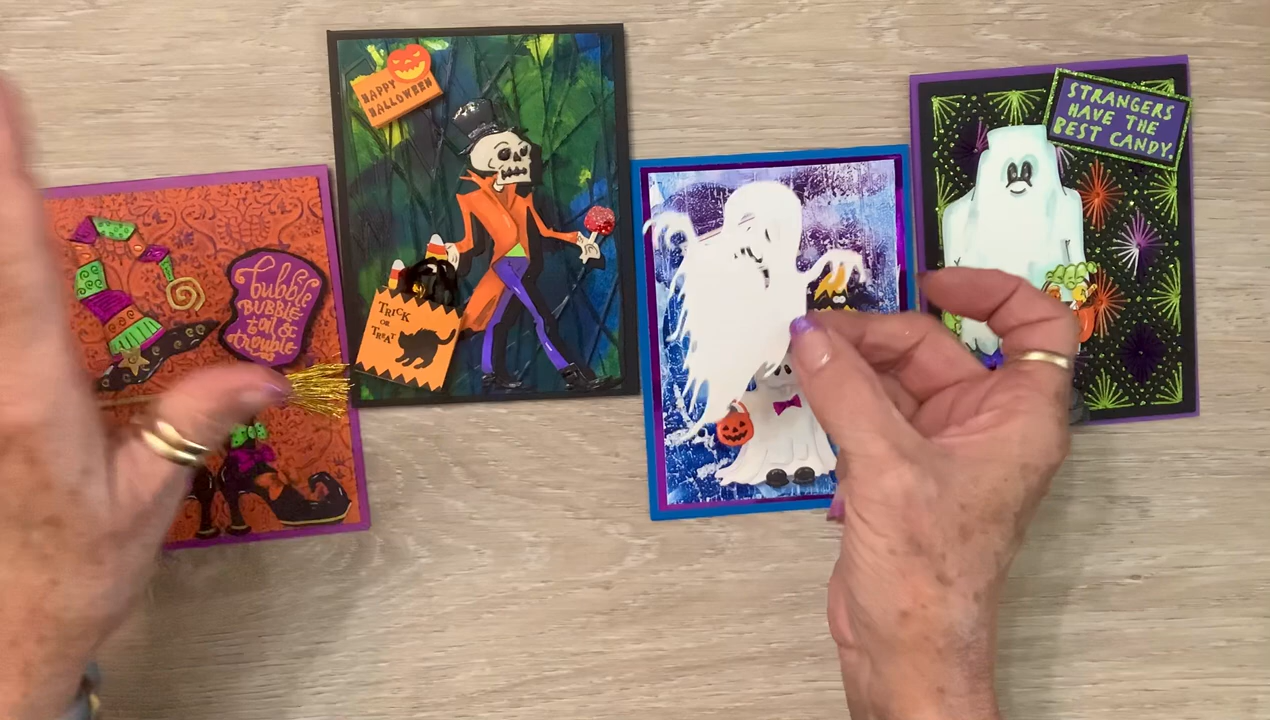 HAPPY
HALLOWEEN
TRICK
OR
TREAT
bubble
BUBBLE
toil &
trouble
STRANGERS
HAVE THE
BEST CANDY.